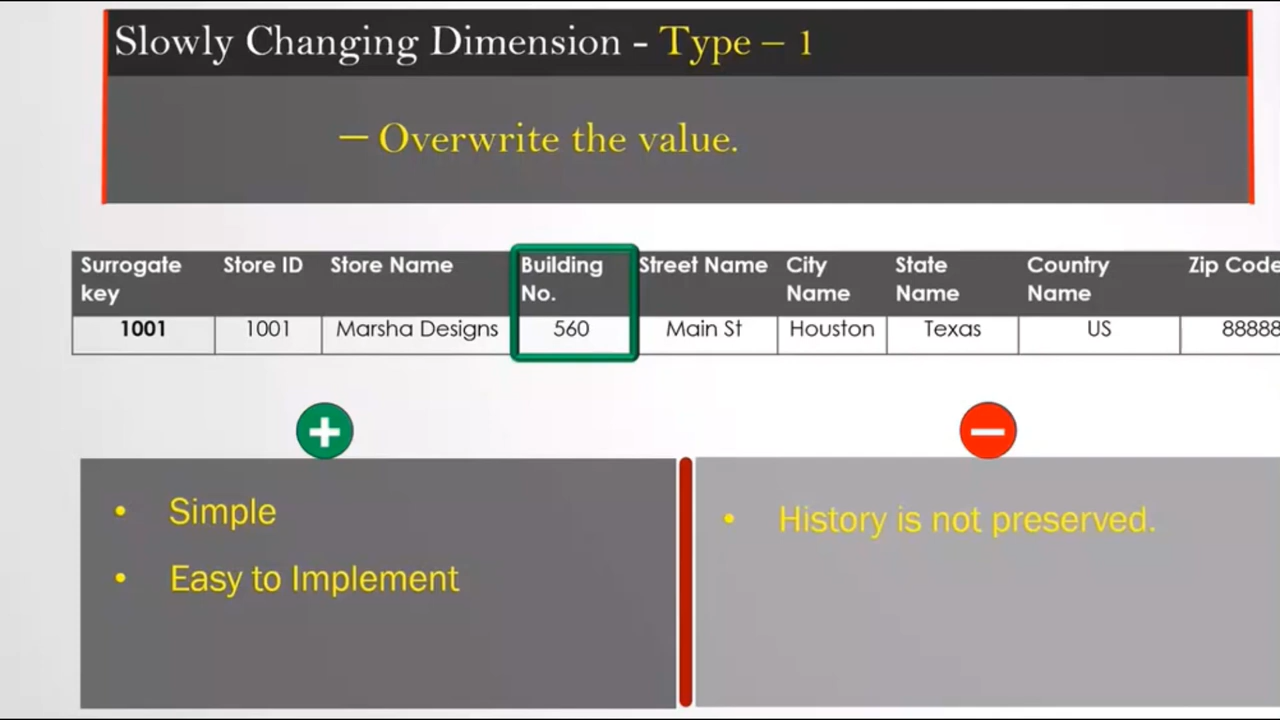 Slowly Changing Dimension - Type – 1
– Overwrite the value.
Surrogate key Store ID Store Name Building No. Street Name City Name State Name Country Name Zip Code
1001 1001 Marsha Designs 560 Main St Houston Texas US 88888
• Simple
• Easy to Implement
• History is not preserved.